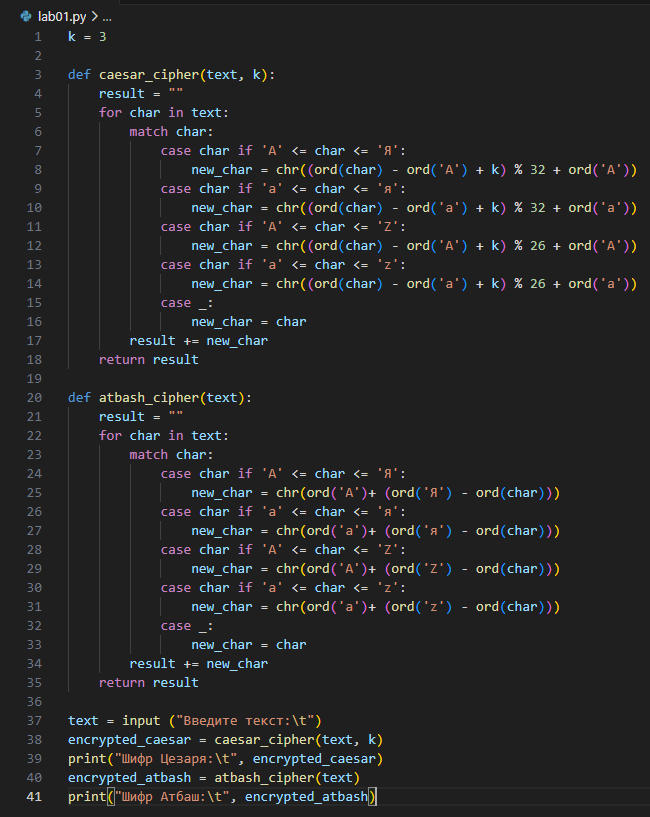 lab01.py > ...
1 k = 3
2
3 def caesar_cipher(text, k):
4     result = ""
5     for char in text:
6         match char:
7             case char if 'А' <= char <= 'Я':
8                 new_char = chr((ord(char) - ord('А') + k) % 32 + ord('А'))
9             case char if 'а' <= char <= 'я':
10                 new_char = chr((ord(char) - ord('а') + k) % 32 + ord('а'))
11             case char if 'A' <= char <= 'Z':
12                 new_char = chr((ord(char) - ord('A') + k) % 26 + ord('A'))
13             case char if 'a' <= char <= 'z':
14                 new_char = chr((ord(char) - ord('a') + k) % 26 + ord('a'))
15             case _:
16                 new_char = char
17         result += new_char
18     return result
19
20 def atbash_cipher(text):
21     result = ""
22     for char in text:
23         match char:
24             case char if 'А' <= char <= 'Я':
25                 new_char = chr(ord('А')+ (ord('Я') - ord(char)))
26             case char if 'а' <= char <= 'я':
27                 new_char = chr(ord('а')+ (ord('я') - ord(char)))
28             case char if 'A' <= char <= 'Z':
29                 new_char = chr(ord('A')+ (ord('Z') - ord(char)))
30             case char if 'a' <= char <= 'z':
31                 new_char = chr(ord('a')+ (ord('z') - ord(char)))
32             case _:
33                 new_char = char
34         result += new_char
35     return result
36
37 text = input ("Введите текст:\t")
38 encrypted_caesar = caesar_cipher(text, k)
39 print("Шифр Цезаря:\t", encrypted_caesar)
40 encrypted_atbash = atbash_cipher(text)
41 print("Шифр Атбаш:\t", encrypted_atbash)